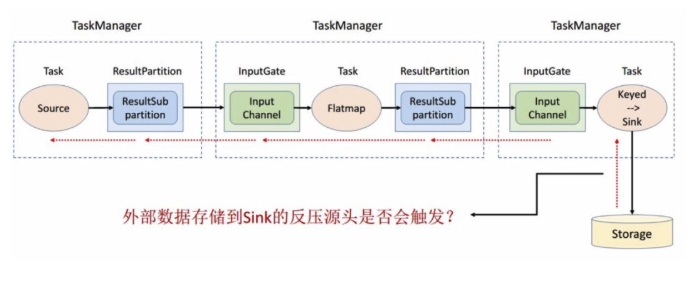 TaskManager
TaskManager
TaskManager
Task
ResultPartition
InputGate
Task
ResultPartition
InputGate
Task
Source
ResultSub
partition
Input
Channel
Flatmap
ResultSub
partition
Input
Channel
Keyed
-->
Sink
外部数据存储到Sink的反压源头是否会触发？
Storage